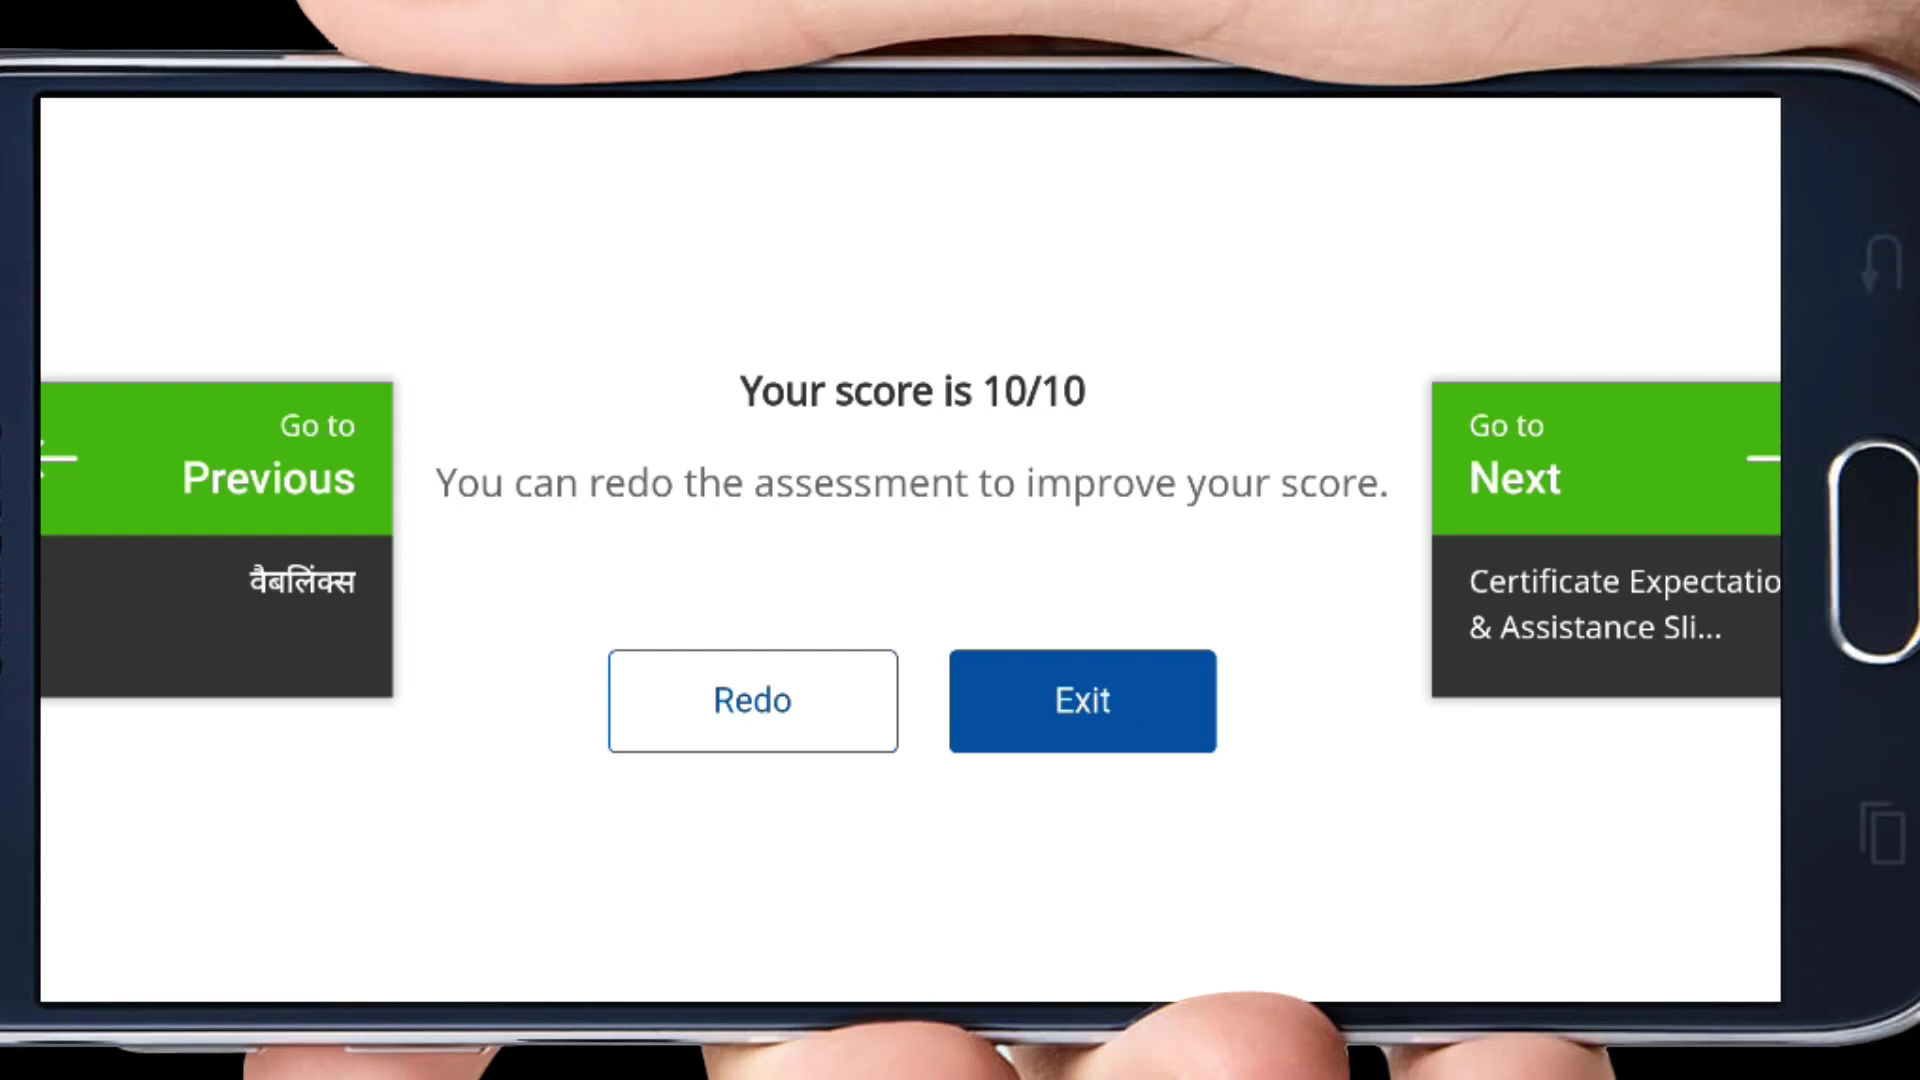 Your score is 10/10
You can redo the assessment to improve your score.
Go to
Previous
वैबलिंक्स
Go to
Next
Certificate Expectatio
& Assistance Sli...
Redo
Exit